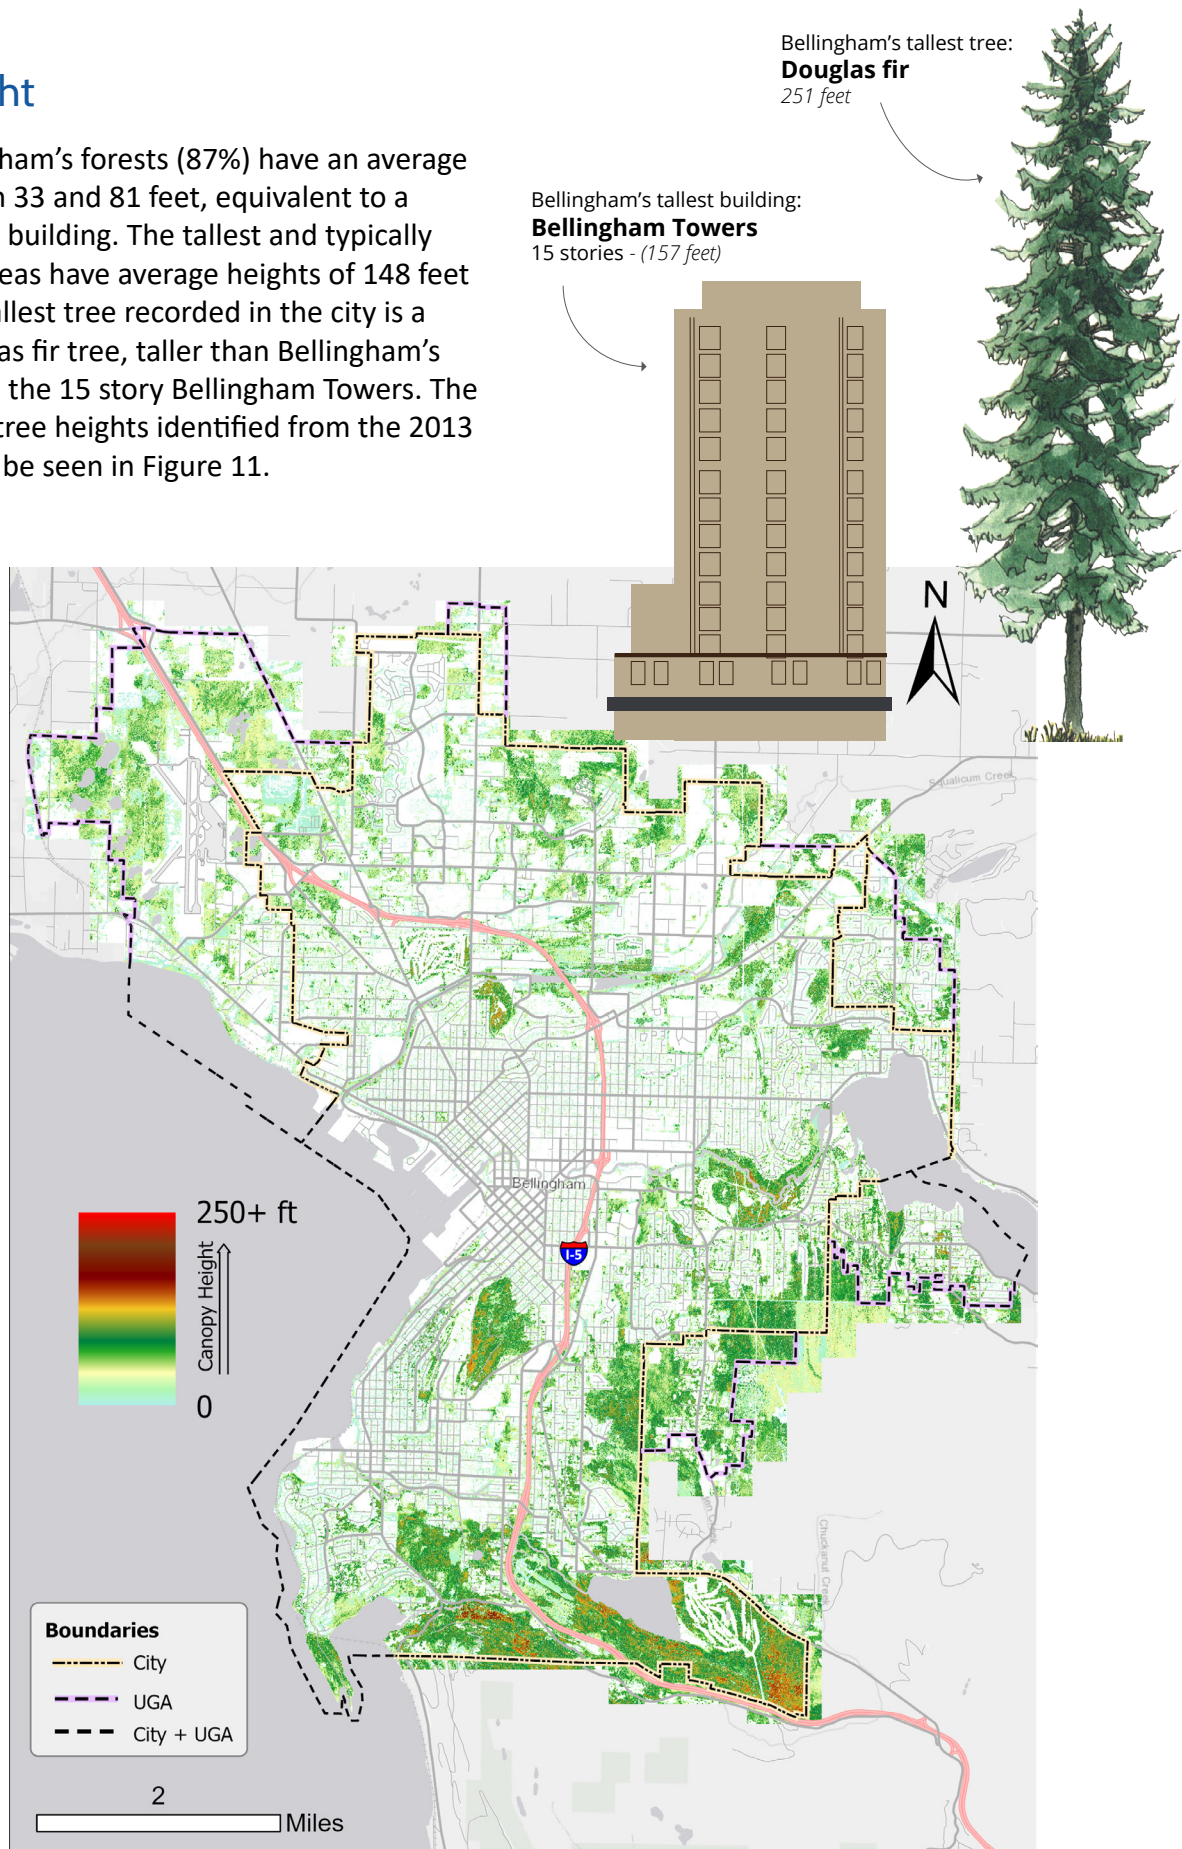 ht
gham's forests (87%) have an average
n 33 and 81 feet, equivalent to a
building. The tallest and typically
eas have average heights of 148 feet
allest tree recorded in the city is a
as fir tree, taller than Bellingham's
the 15 story Bellingham Towers. The
tree heights identified from the 2013
be seen in Figure 11.
Bellingham's tallest tree:
Douglas fir
251 feet
Bellingham's tallest building:
Bellingham Towers
15 stories - (157 feet)
N
Squalicum Creek
Bellingham
I-5
250+ ft
Canopy Height
0
Chuckanut Creek
Boundaries
City
UGA
City + UGA
2
Miles